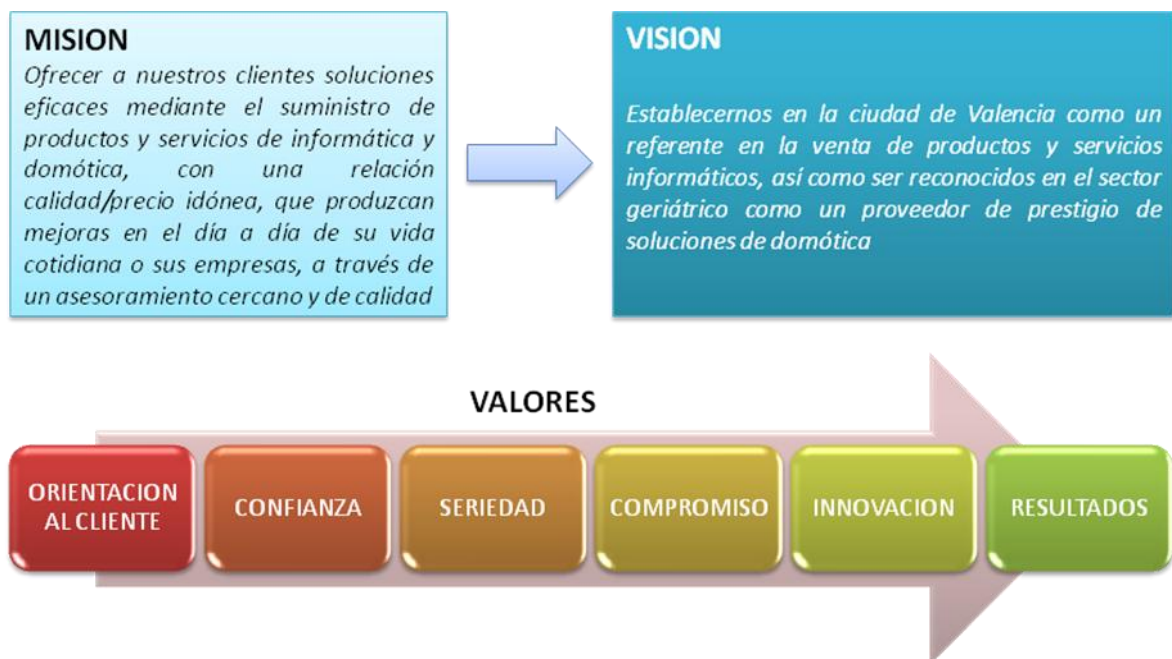 MISION
Ofrecer a nuestros clientes soluciones
eficaces mediante el suministro de
productos y servicios de informática y
domótica, con una relación
calidad/precio idónea, que produzcan
mejoras en el día a día de su vida
cotidiana o sus empresas, a través de
un asesoramiento cercano y de calidad
VISION
Establecernos en la ciudad de Valencia como un
referente en la venta de productos y servicios
informáticos, así como ser reconocidos en el sector
geriátrico como un proveedor de prestigio de
soluciones de domótica
VALORES
ORIENTACION
AL CLIENTE
CONFIANZA
SERIEDAD
COMPROMISO
INNOVACION
RESULTADOS